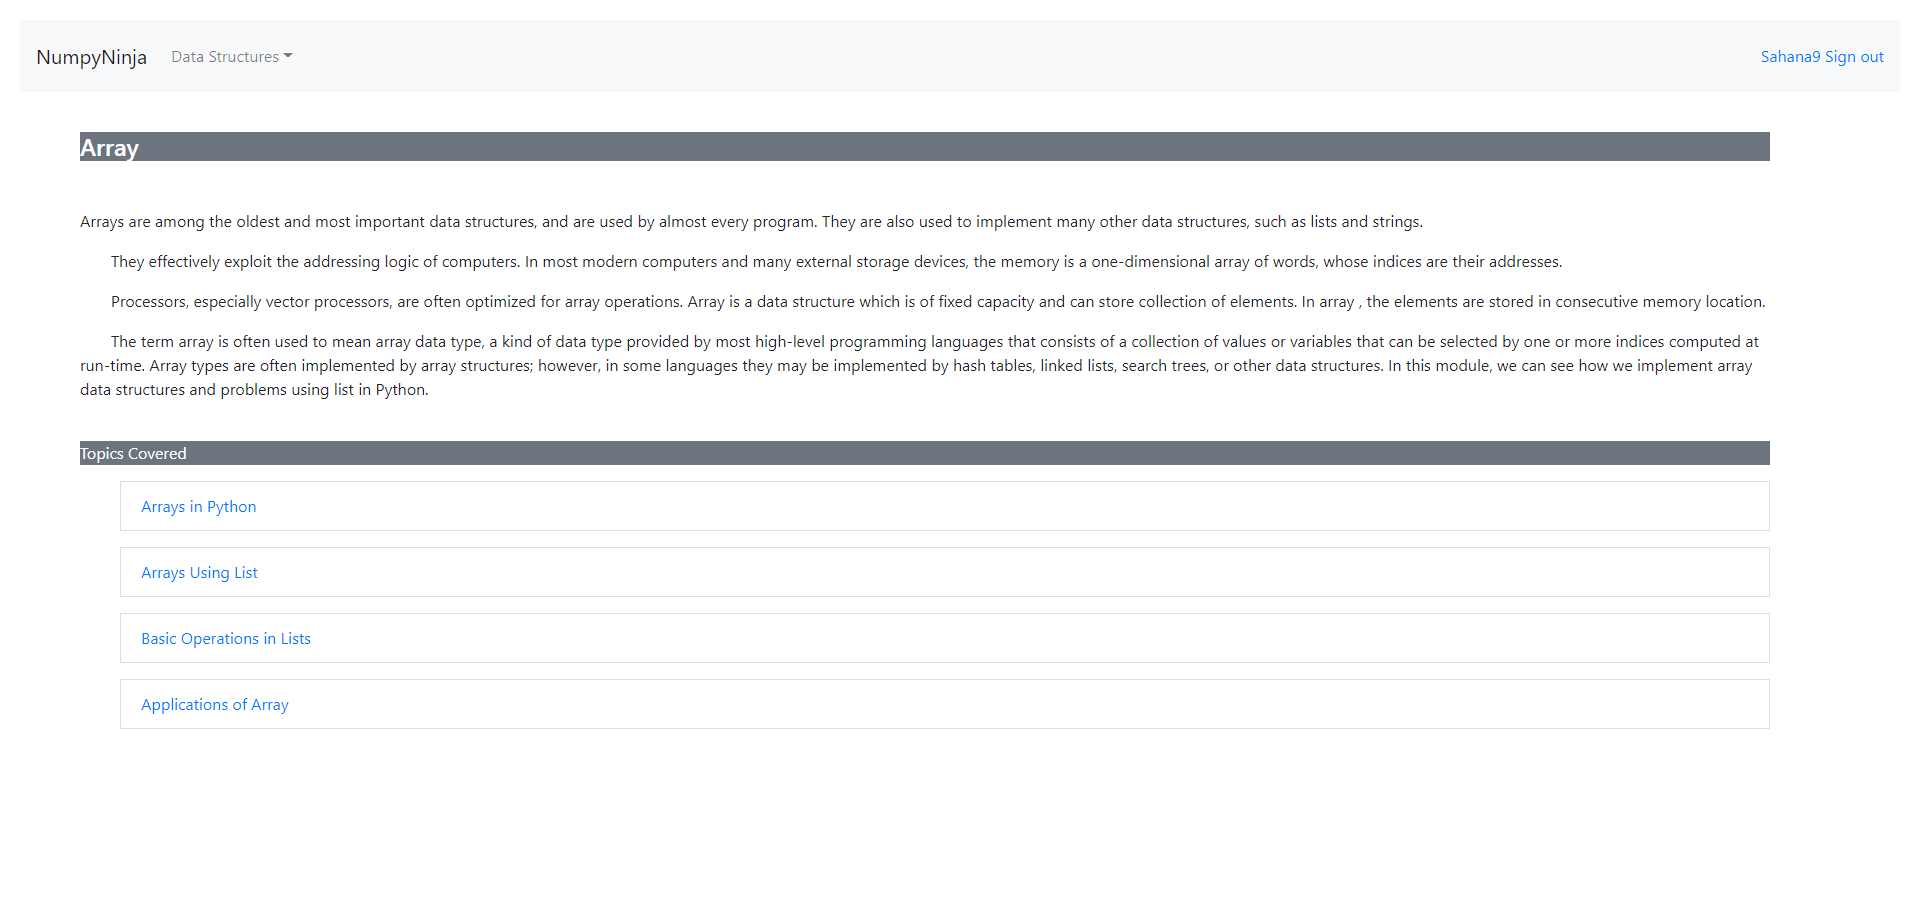 NumpyNinja Data Structures Sahana9 Sign out
Array
Arrays are among the oldest and most important data structures, and are used by almost every program. They are also used to implement many other data structures, such as lists and strings.
They effectively exploit the addressing logic of computers. In most modern computers and many external storage devices, the memory is a one-dimensional array of words, whose indices are their addresses.
Processors, especially vector processors, are often optimized for array operations. Array is a data structure which is of fixed capacity and can store collection of elements. In array , the elements are stored in consecutive memory location.
The term array is often used to mean array data type, a kind of data type provided by most high-level programming languages that consists of a collection of values or variables that can be selected by one or more indices computed at
run-time. Array types are often implemented by array structures; however, in some languages they may be implemented by hash tables, linked lists, search trees, or other data structures. In this module, we can see how we implement array
data structures and problems using list in Python.
Topics Covered
Arrays in Python
Arrays Using List
Basic Operations in Lists
Applications of Array